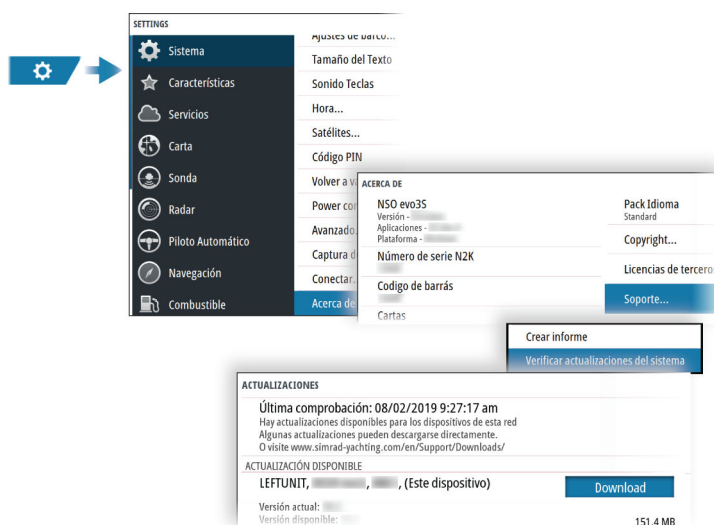 SETTINGS
Ajustes de barco...
Sistema
Tamaño del Texto
Características
Sonido Teclas
Servicios
Hora...
Satélites...
Carta
Código PIN
Sonda
Volver a v
Radar
Power con
Piloto Automático
Avanzado.
Captura d
Navegación
Conectar.
Combustible
Acerca de
ACERCA DE
NSO evo3S
Versión -
Aplicaciones -
Plataforma -
Número de serie N2K
Codigo de barrás
Cartas
Pack Idioma
Standard
Copyright...
Licencias de tercero
Soporte...
Crear informe
Verificar actualizaciones del sistema
ACTUALIZACIONES
Última comprobación: 08/02/2019 9:27:17 am
Hay actualizaciones disponibles para los dispositivos de esta red
Algunas actualizaciones pueden descargarse directamente.
O visite www.simrad-yachting.com/en/Support/Downloads/
ACTUALIZACIÓN DISPONIBLE
LEFTUNIT, , , (Este dispositivo)
Download
Versión actual:
Versión disponible:
151.4 MB